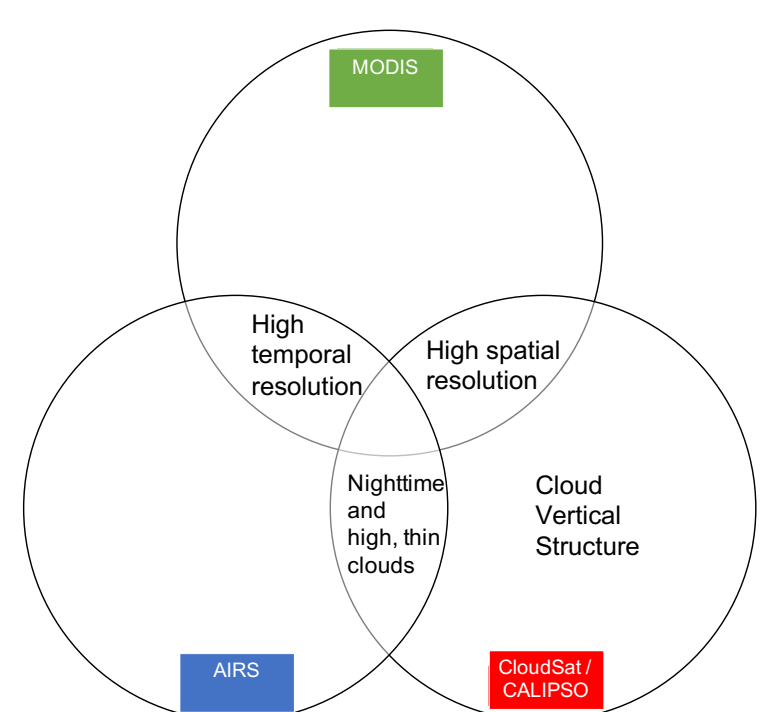 MODIS
High
temporal
resolution
High spatial
resolution
Nighttime
and
high, thin
clouds
Cloud
Vertical
Structure
AIRS
CloudSat /
CALIPSO